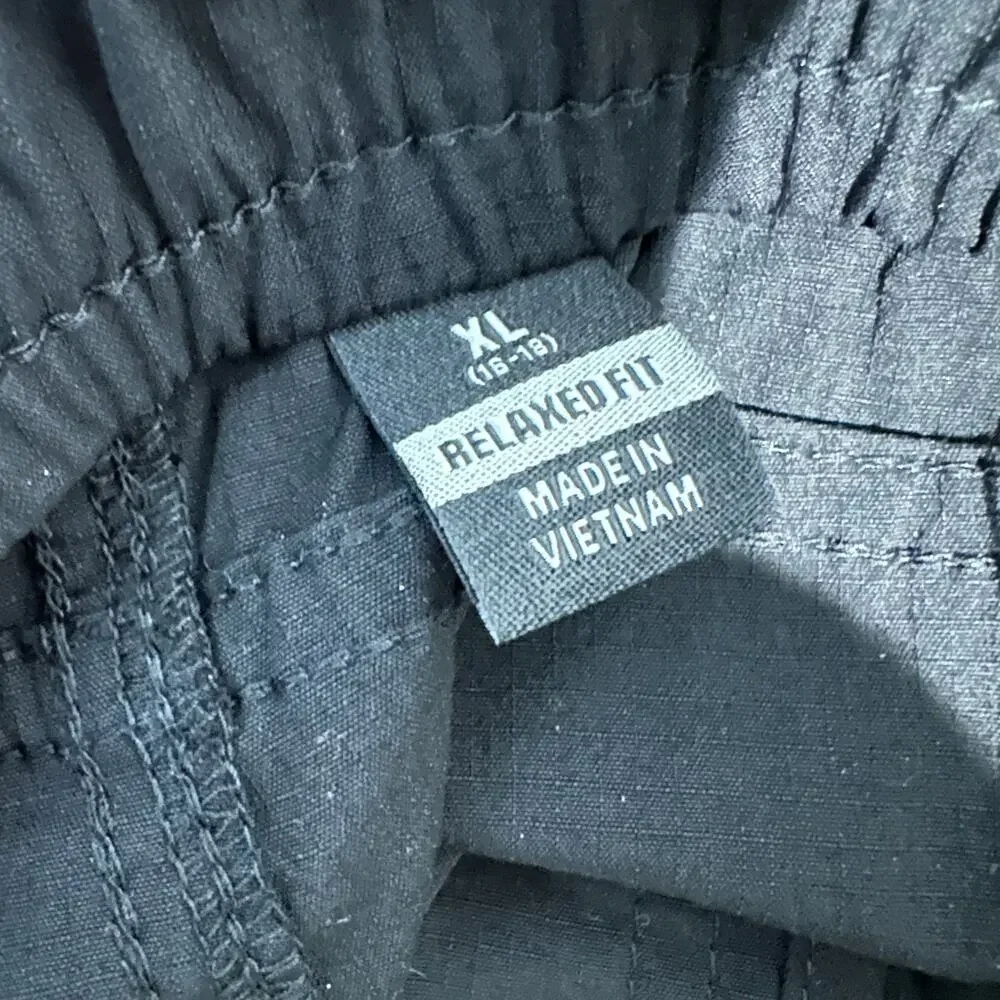 XL
(16-18)
RELAXED FIT
MADE IN
VIETNAM